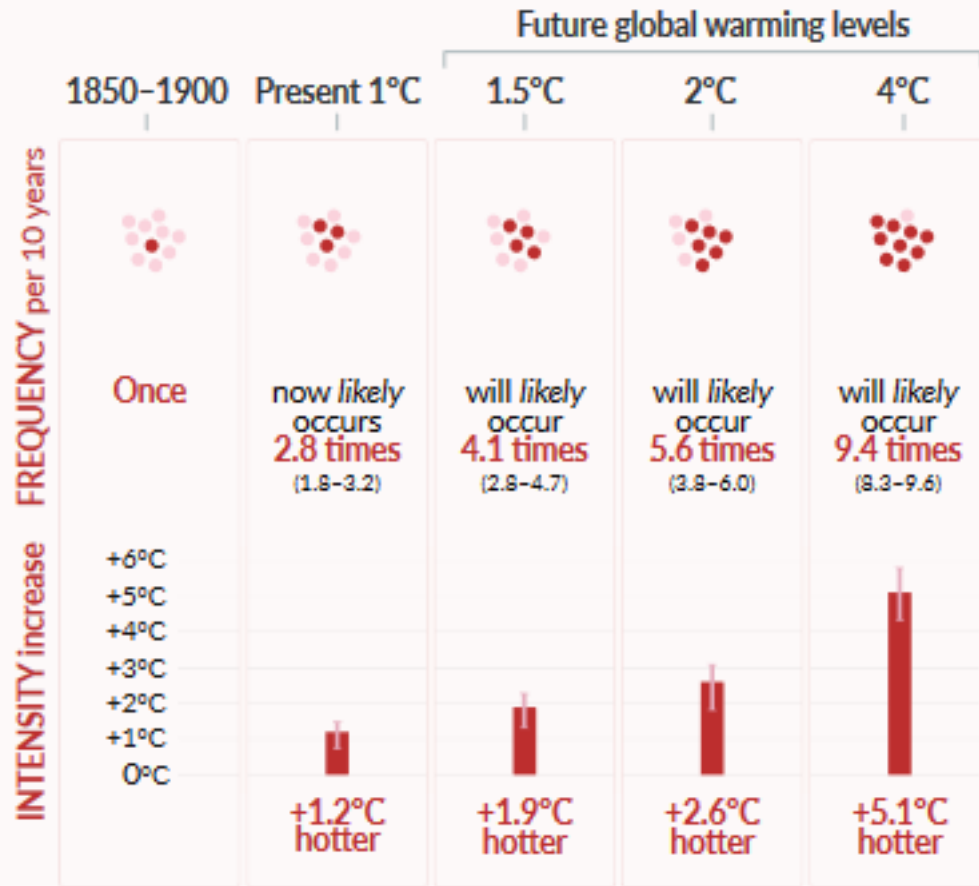 Future global warming levels
1850–1900 Present 1°C 1.5°C 2°C 4°C
FREQUENCY per 10 years
Once
now likely
occurs
2.8 times
(1.8–3.2)
will likely
occur
4.1 times
(2.8–4.7)
will likely
occur
5.6 times
(3.8–6.0)
will likely
occur
9.4 times
(8.3–9.6)
INTENSITY increase
+6°C
+5°C
+4°C
+3°C
+2°C
+1°C
0°C
+1.2°C
hotter
+1.9°C
hotter
+2.6°C
hotter
+5.1°C
hotter